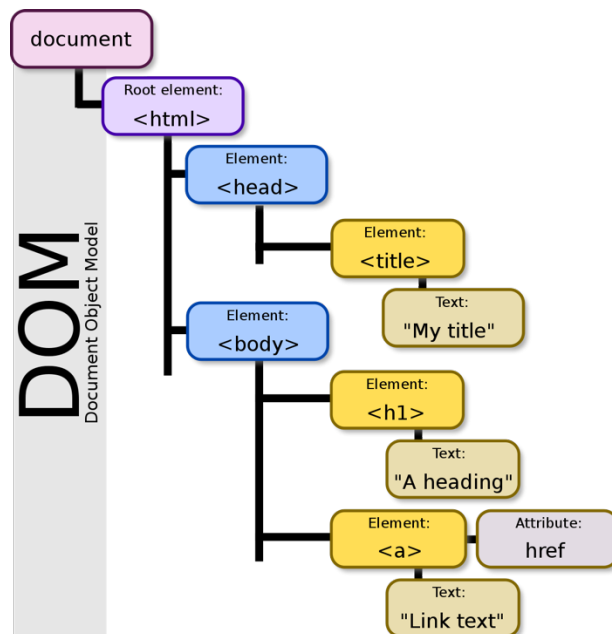 document
Root element:
<html>
Element:
<head>
Element:
<title>
Text:
"My title"
Element:
<body>
Element:
<h1>
Text:
"A heading"
Element:
<a>
Attribute:
href
Text:
"Link text"
DOM
Document Object Model